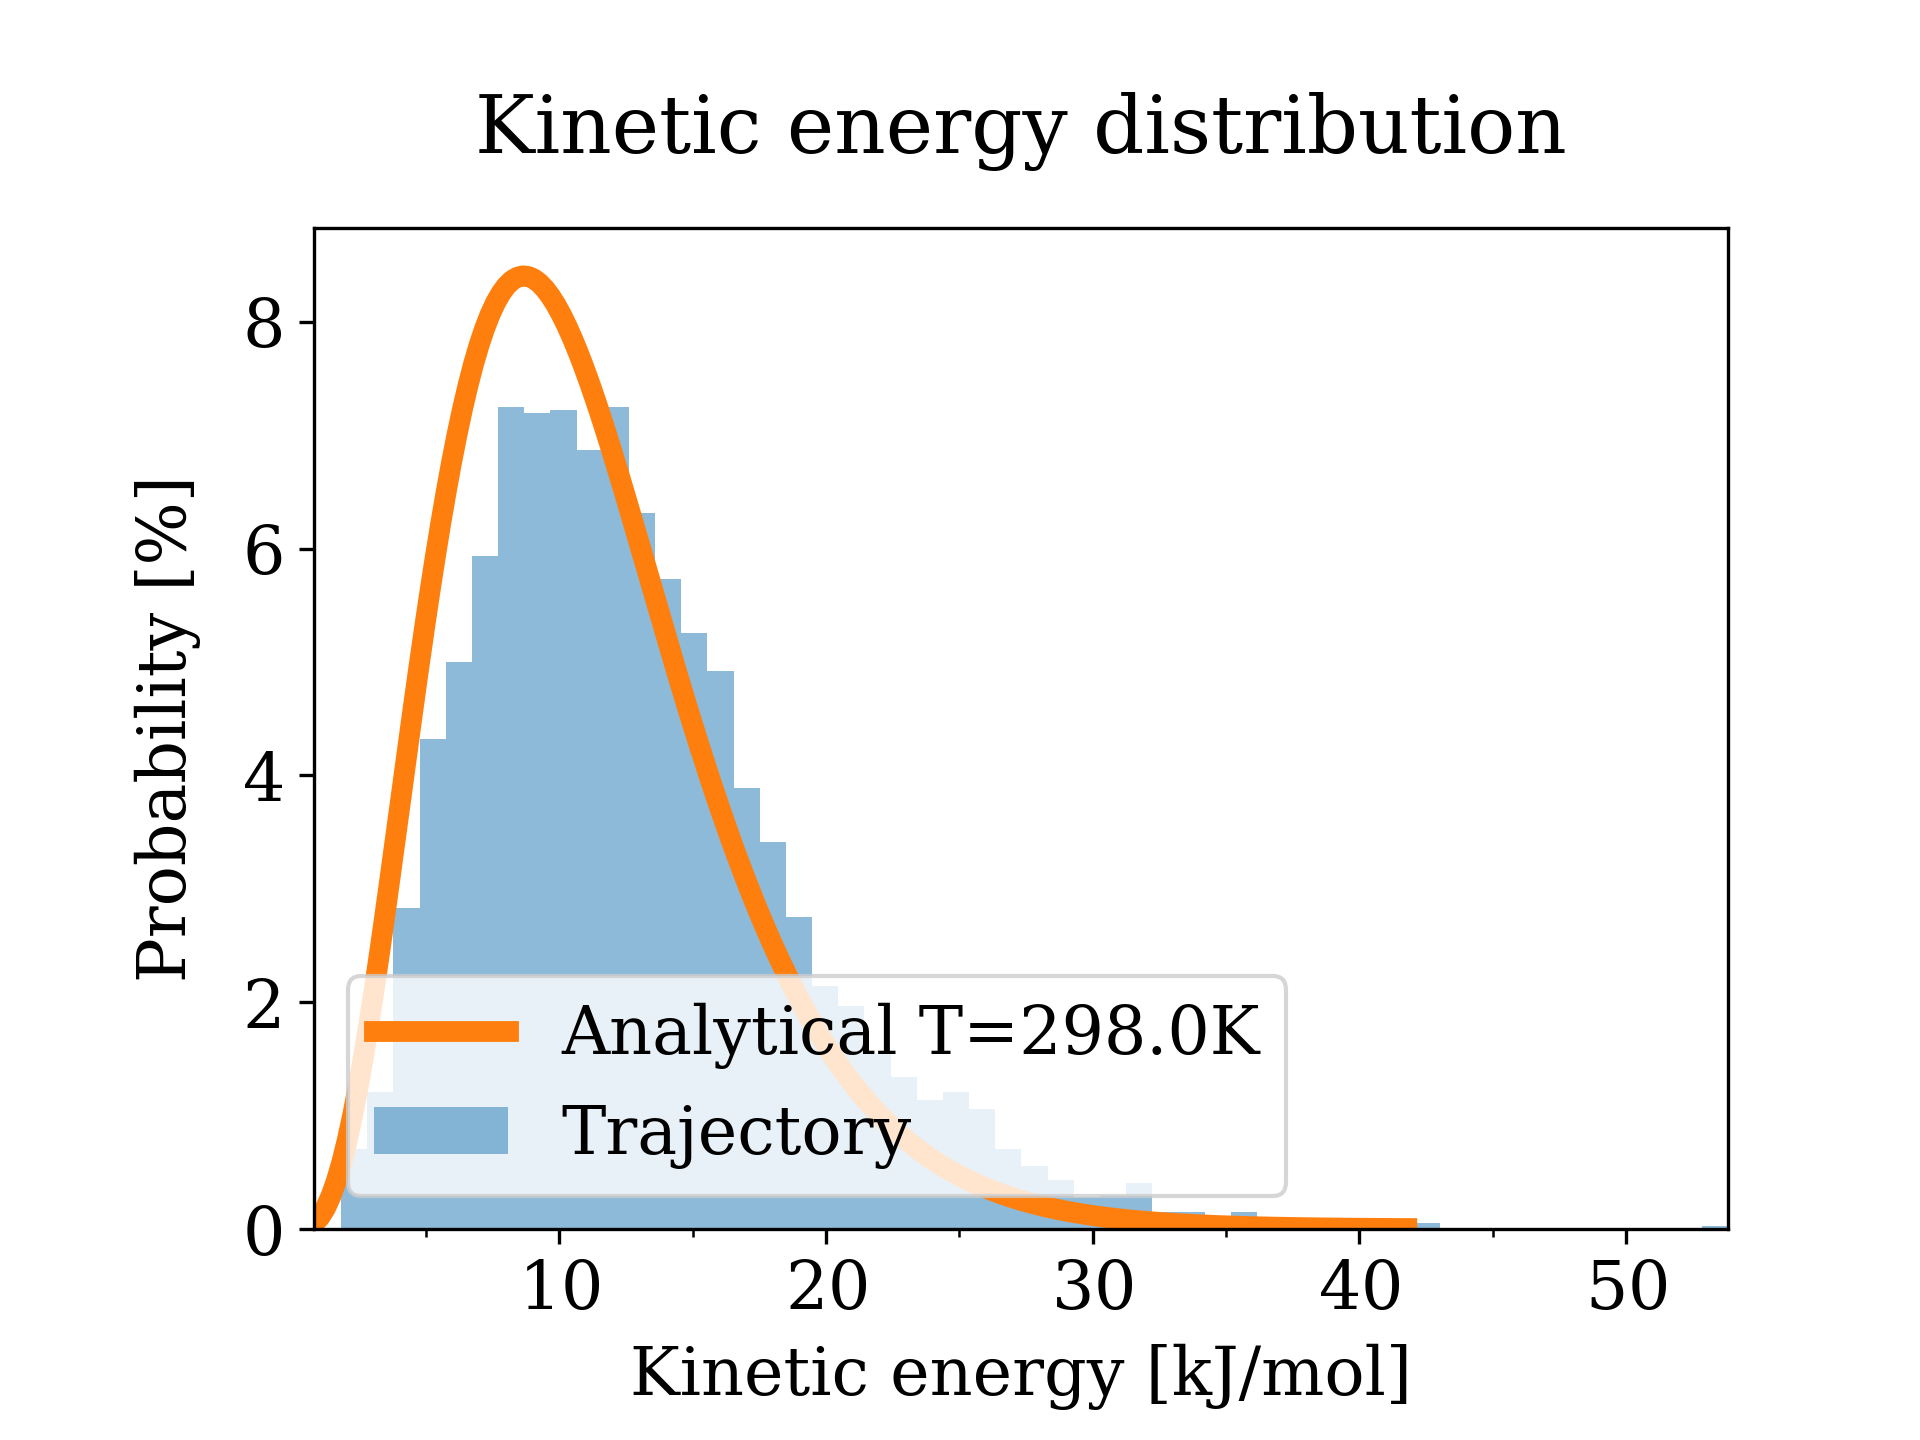 Kinetic energy distribution
Probability [%]
8
6
4
2
0
Analytical T=298.0K
Trajectory
10 20 30 40 50
Kinetic energy [kJ/mol]